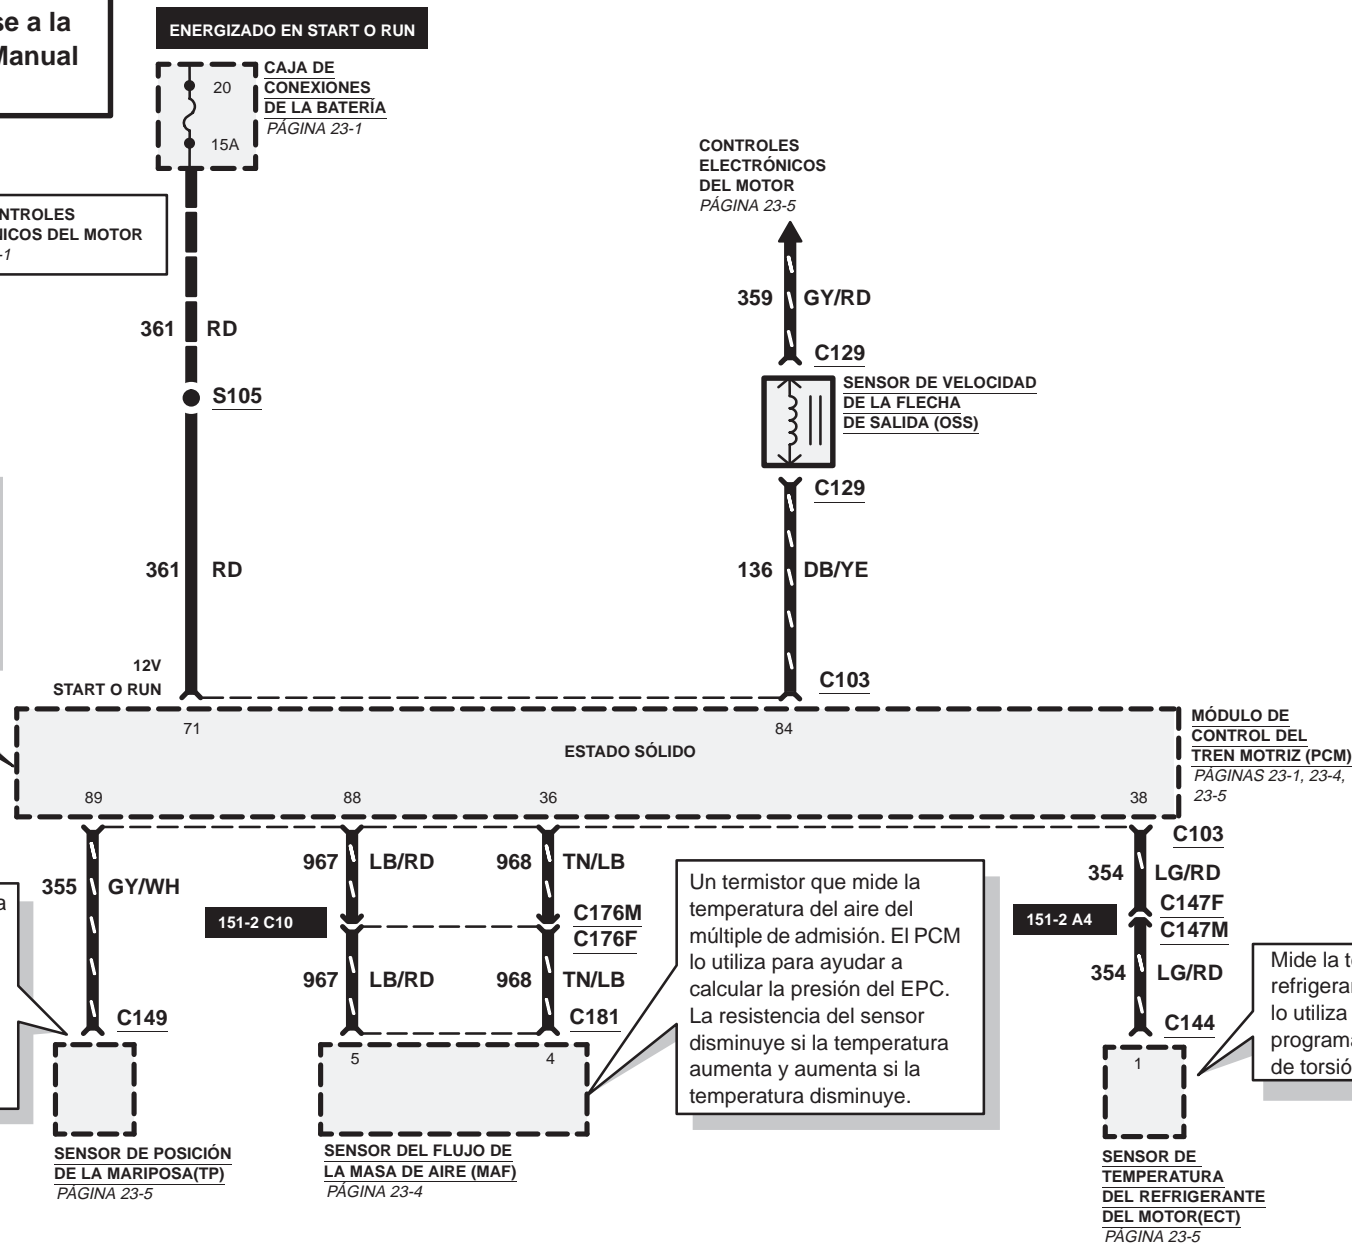 se a la
Manual
ENERGIZADO EN START O RUN
20
15A
CAJA DE
CONEXIONES
DE LA BATERÍA
PÁGINA 23-1
CONTROLES
ELECTRÓNICOS
DEL MOTOR
PÁGINA 23-5
NTROLES
NICOS DEL MOTOR
-1
359 GY/RD
361 RD
C129
SENSOR DE VELOCIDAD
DE LA FLECHA
DE SALIDA (OSS)
S105
C129
361 RD
136 DB/YE
12V
START O RUN
C103
71
84
ESTADO SÓLIDO
MÓDULO DE
CONTROL DEL
TREN MOTRIZ (PCM)
PÁGINAS 23-1, 23-4,
23-5
89
88
36
38
C103
967 LB/RD
968 TN/LB
354 LG/RD
a
355 GY/WH
151-2 C10
C176M
C176F
151-2 A4
C147F
C147M
967 LB/RD
968 TN/LB
354 LG/RD
Un termistor que mide la
temperatura del aire del
múltiple de admisión. El PCM
lo utiliza para ayudar a
calcular la presión del EPC.
La resistencia del sensor
disminuye si la temperatura
aumenta y aumenta si la
temperatura disminuye.
Mide la t
refrigera
lo utiliza
program
de torsió
C149
C181
C144
5
4
1
SENSOR DE POSICIÓN
DE LA MARIPOSA(TP)
PÁGINA 23-5
SENSOR DEL FLUJO DE
LA MASA DE AIRE (MAF)
PÁGINA 23-4
SENSOR DE
TEMPERATURA
DEL REFRIGERANTE
DEL MOTOR(ECT)
PÁGINA 23-5